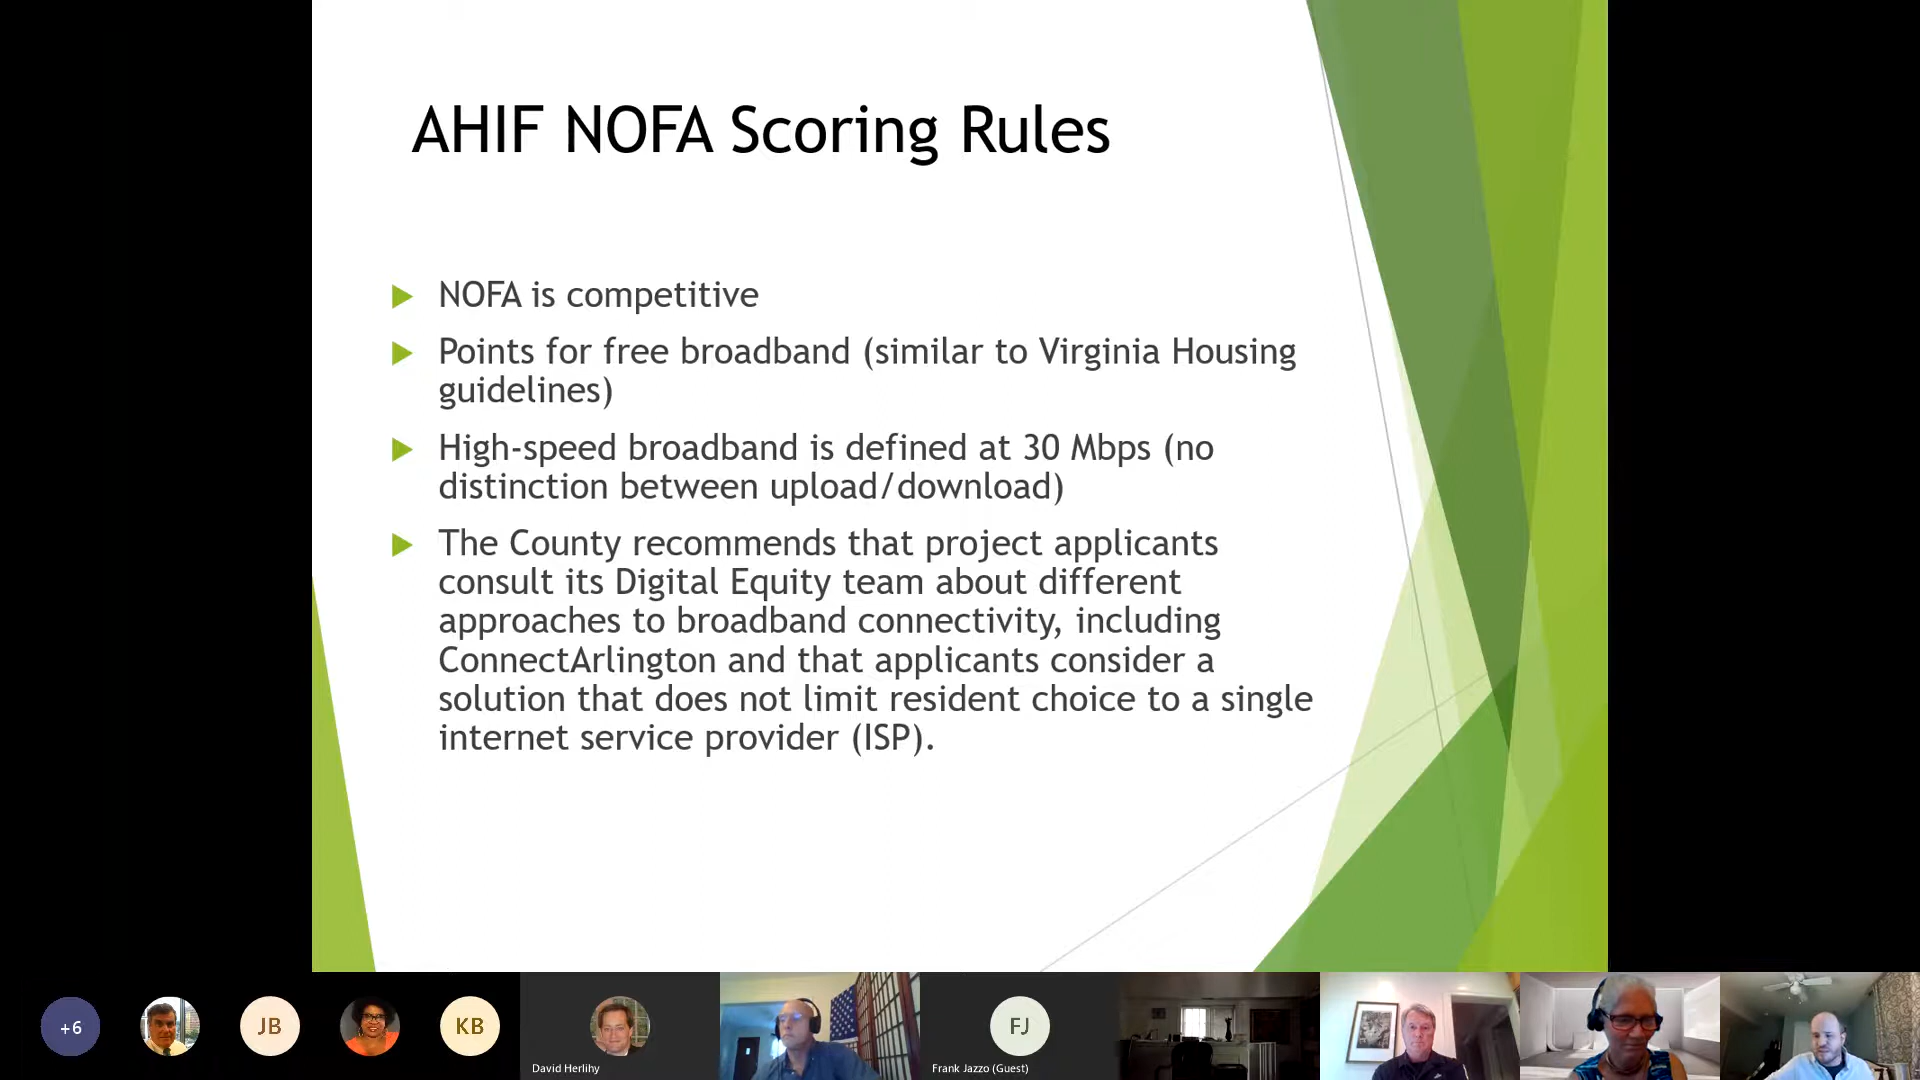 AHIF NOFA Scoring Rules
NOFA is competitive
Points for free broadband (similar to Virginia Housing
guidelines)
High-speed broadband is defined at 30 Mbps (no
distinction between upload/download)
The County recommends that project applicants
consult its Digital Equity team about different
approaches to broadband connectivity, including
ConnectArlington and that applicants consider a
solution that does not limit resident choice to a single
internet service provider (ISP).
+6
JB
KB
David Herlihy
FJ
Frank Jazzo (Guest)